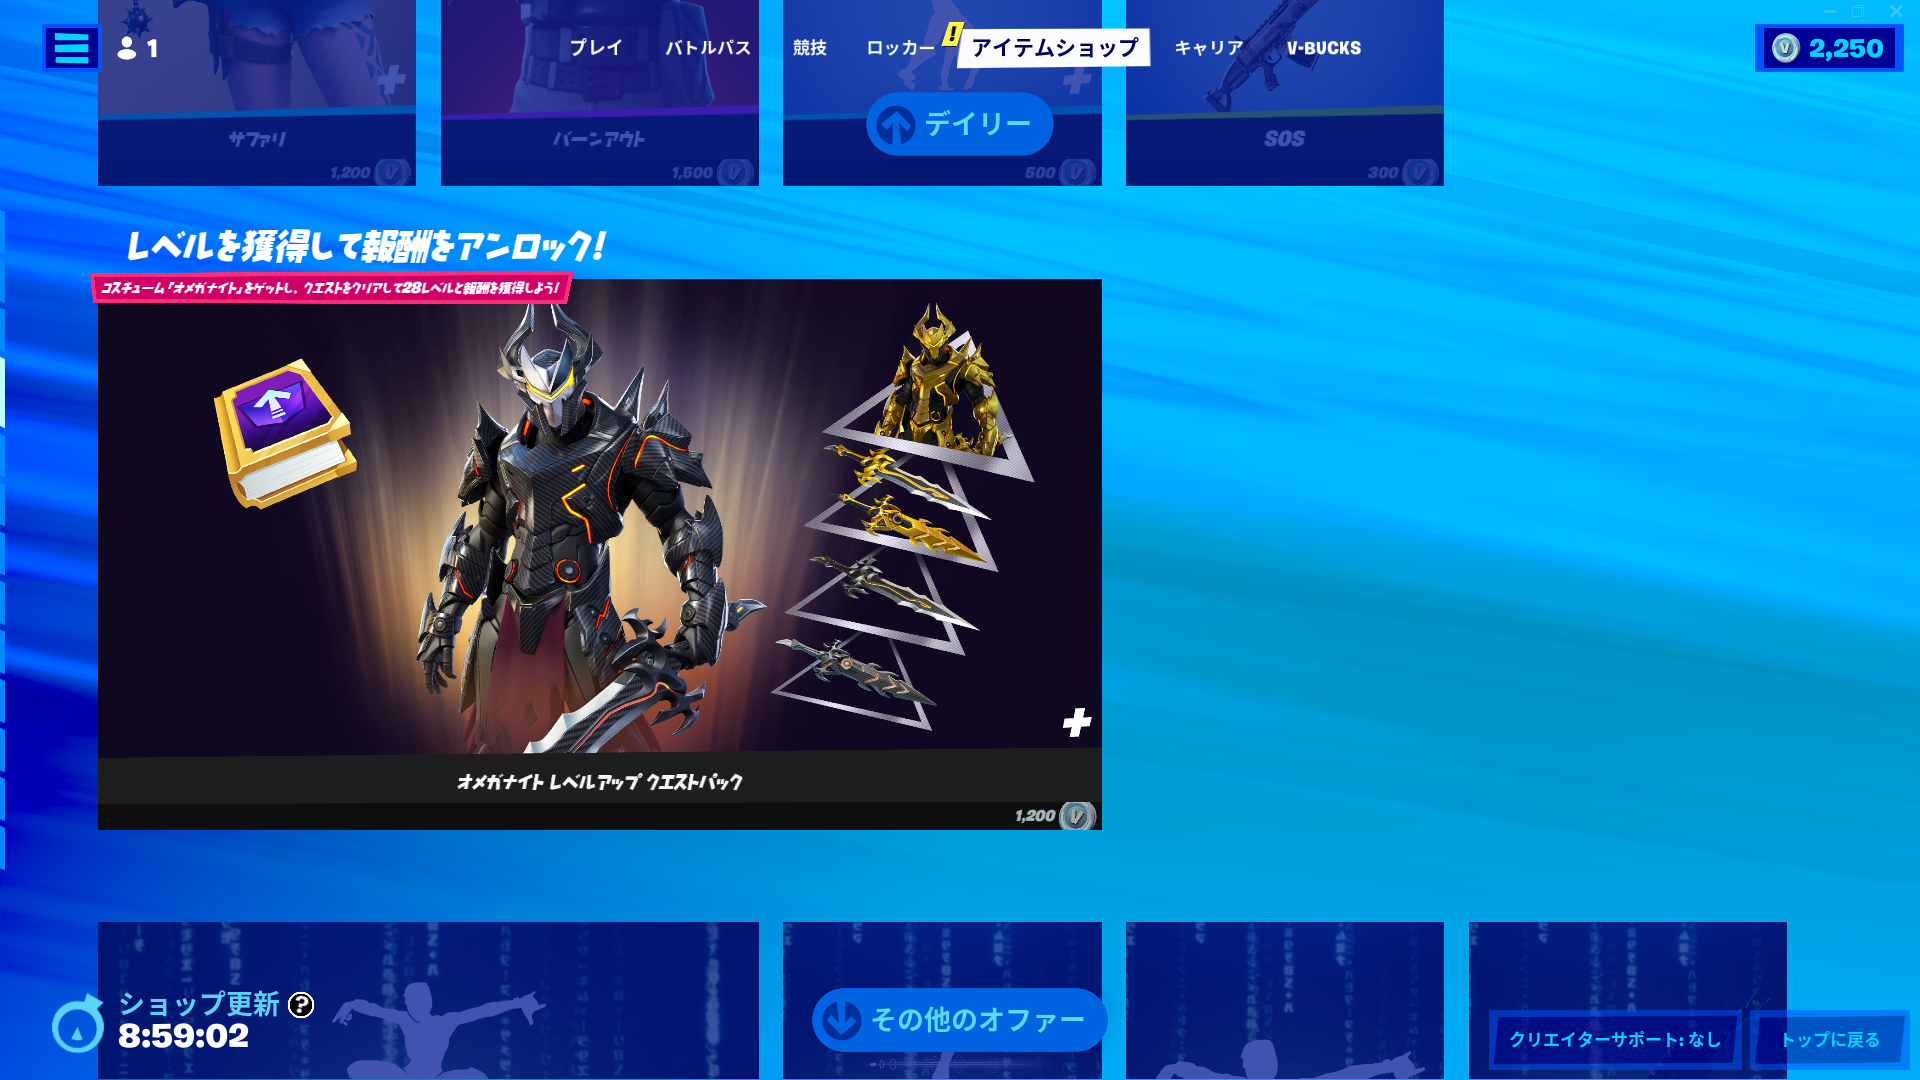 1
プレイ
バトルパス
競技
ロッカー
!
アイテムショップ
キャリア
V-BUCKS
2,250
デイリー
サファリ
1,200
バーンアウト
1,500
500
SOS
300
レベルを獲得して報酬をアンロック!
コスチューム「オメガナイト」をゲットし、クエストをクリアして28レベルと報酬を獲得しよう!
オメガナイト レベルアップ クエストパック
1,200
ショップ更新 ?
8:59:02
その他のオファー
クリエイターサポート: なし
トップに戻る